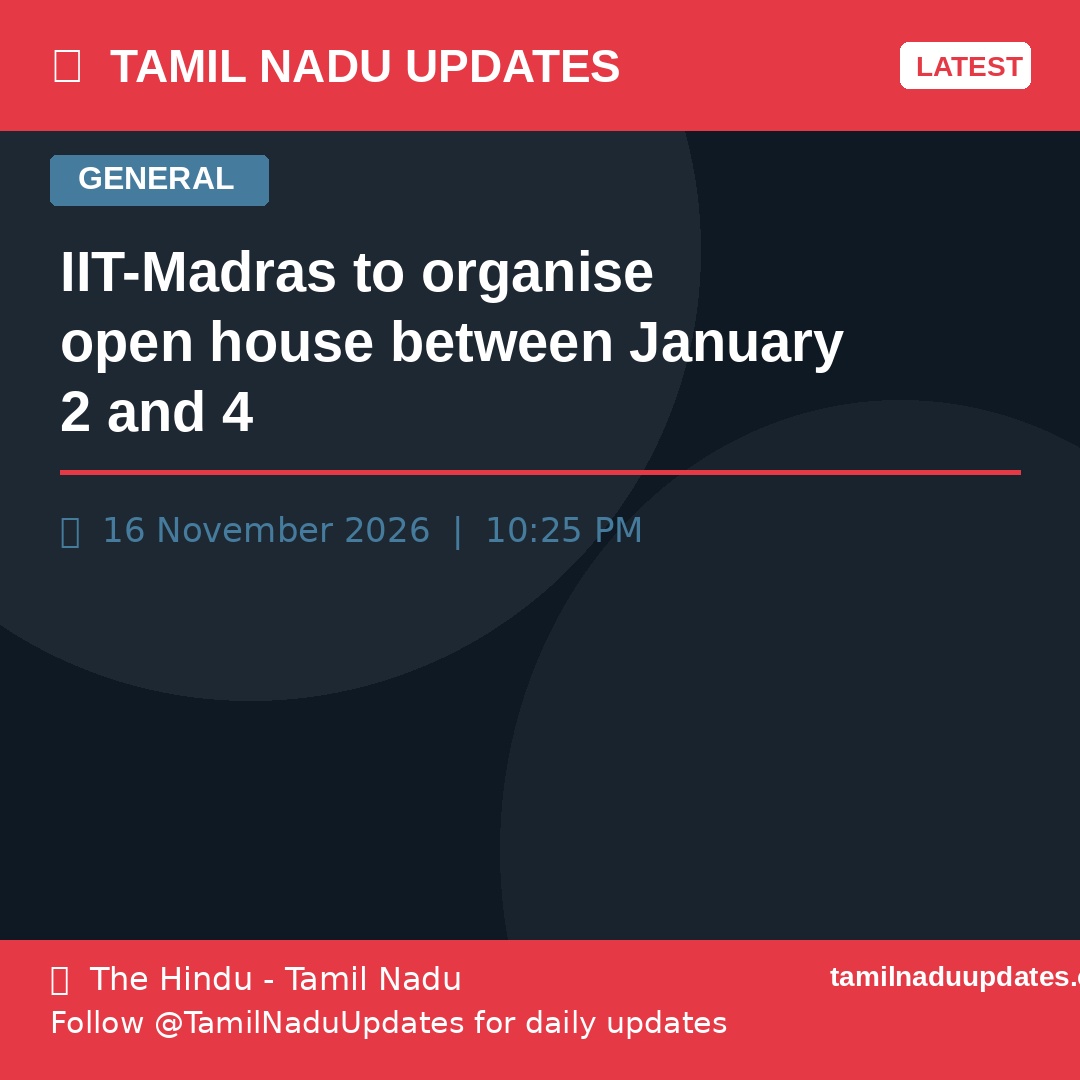 TAMIL NADU UPDATES
LATEST
GENERAL
IIT-Madras to organise
open house between January
2 and 4
16 November 2026 | 10:25 PM
The Hindu - Tamil Nadu
tamilnaduupdates.
Follow @TamilNaduUpdates for daily updates